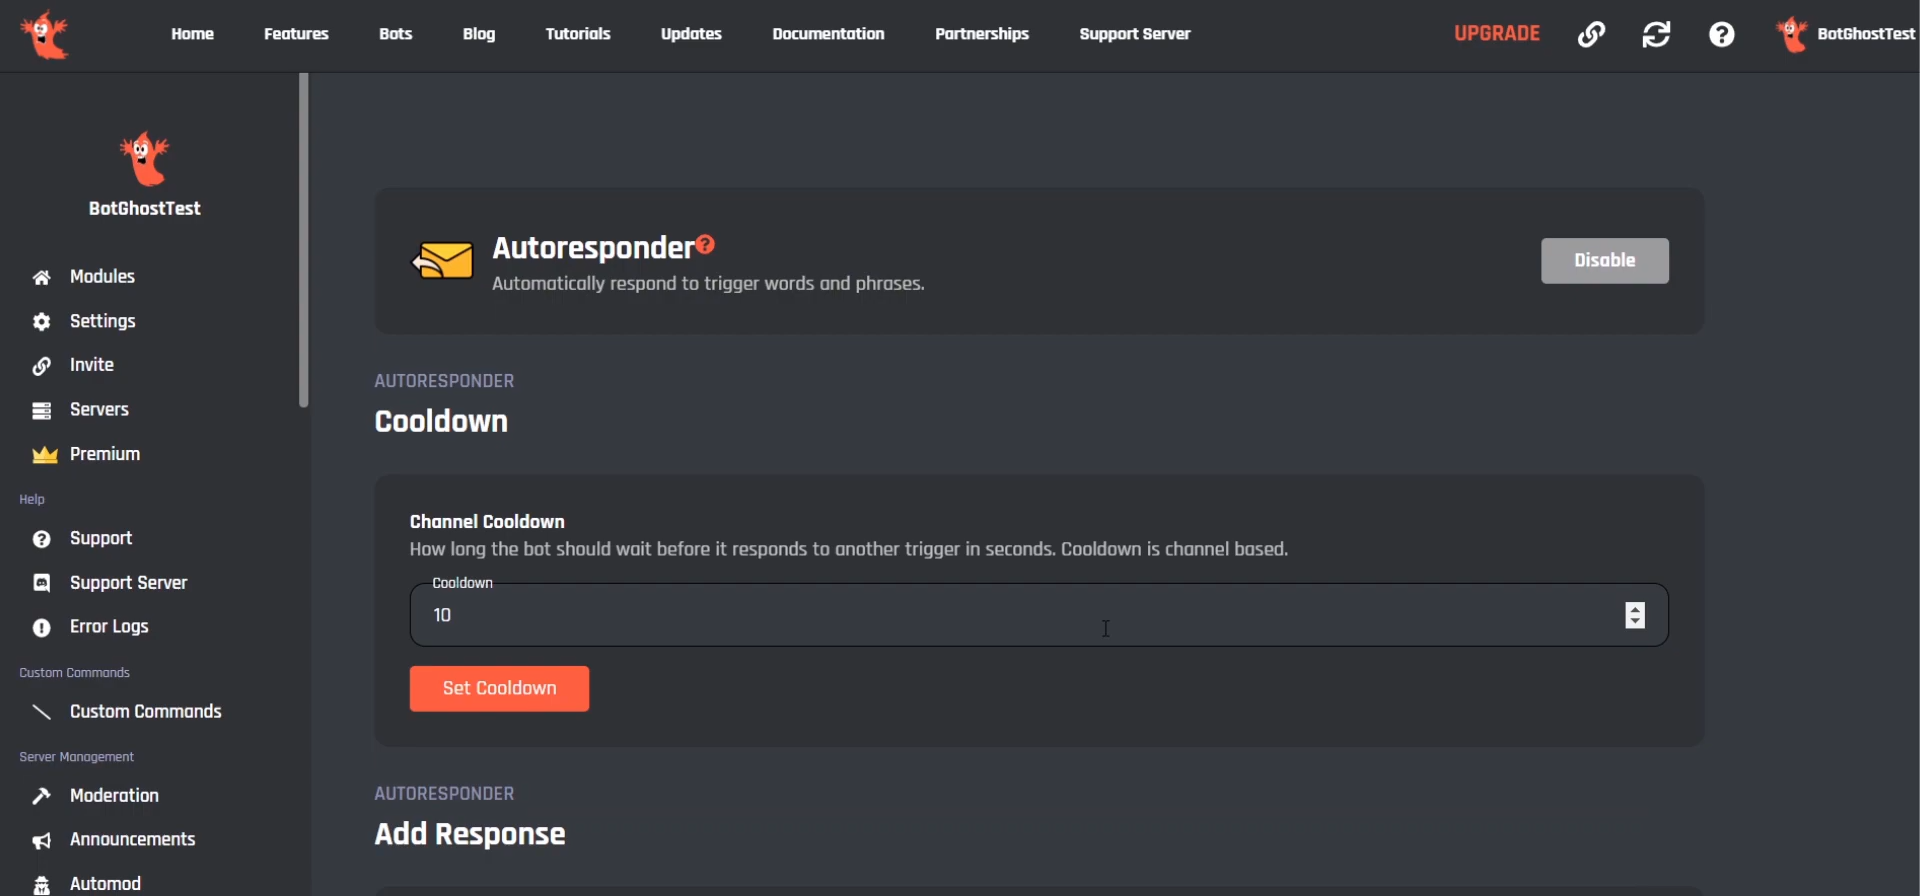 Home Features Bots Blog Tutorials Updates Documentation Partnerships Support Server UPGRADE BotGhostTest
BotGhostTest
Modules
Settings
Invite
Servers
Premium
Help
Support
Support Server
Error Logs
Custom Commands
Custom Commands
Server Management
Moderation
Announcements
Automod
Autoresponder
Automatically respond to trigger words and phrases.
Disable
AUTORESPONDER
Cooldown
Channel Cooldown
How long the bot should wait before it responds to another trigger in seconds. Cooldown is channel based.
Cooldown
10
Set Cooldown
AUTORESPONDER
Add Response